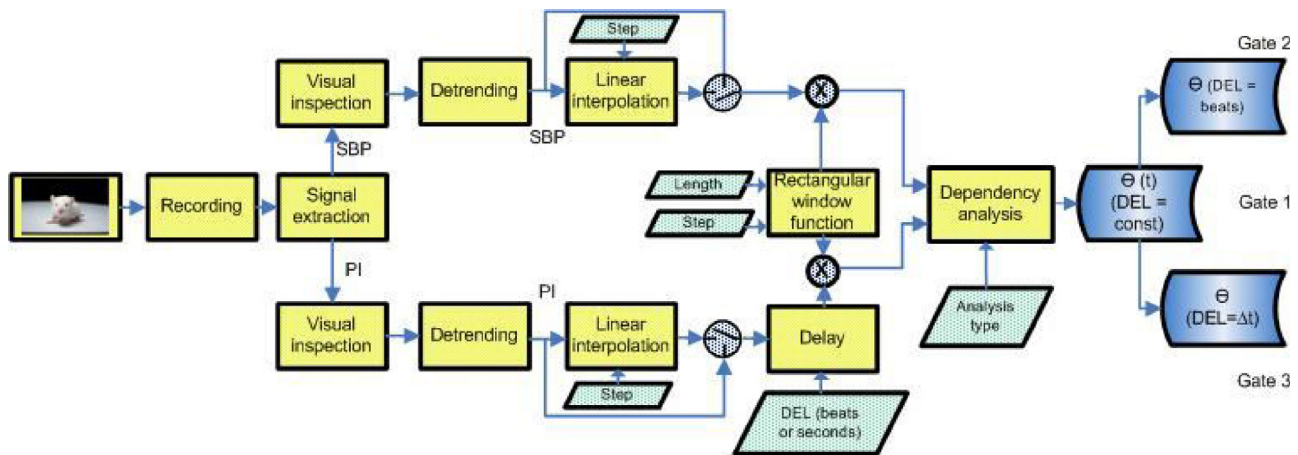 Step
Gate 2
Visual
inspection
Detrending
Linear
interpolation
Ɵ (DEL =
beats)
SBP
SBP
Recording
Signal
extraction
Length
Step
Rectangular
window
function
X
Dependency
analysis
Ɵ (t)
(DEL =
const)
Gate 1
PI
PI
X
Visual
inspection
Detrending
Linear
interpolation
Delay
Analysis
type
Ɵ
(DEL=Δt)
Step
DEL (beats
or seconds)
Gate 3